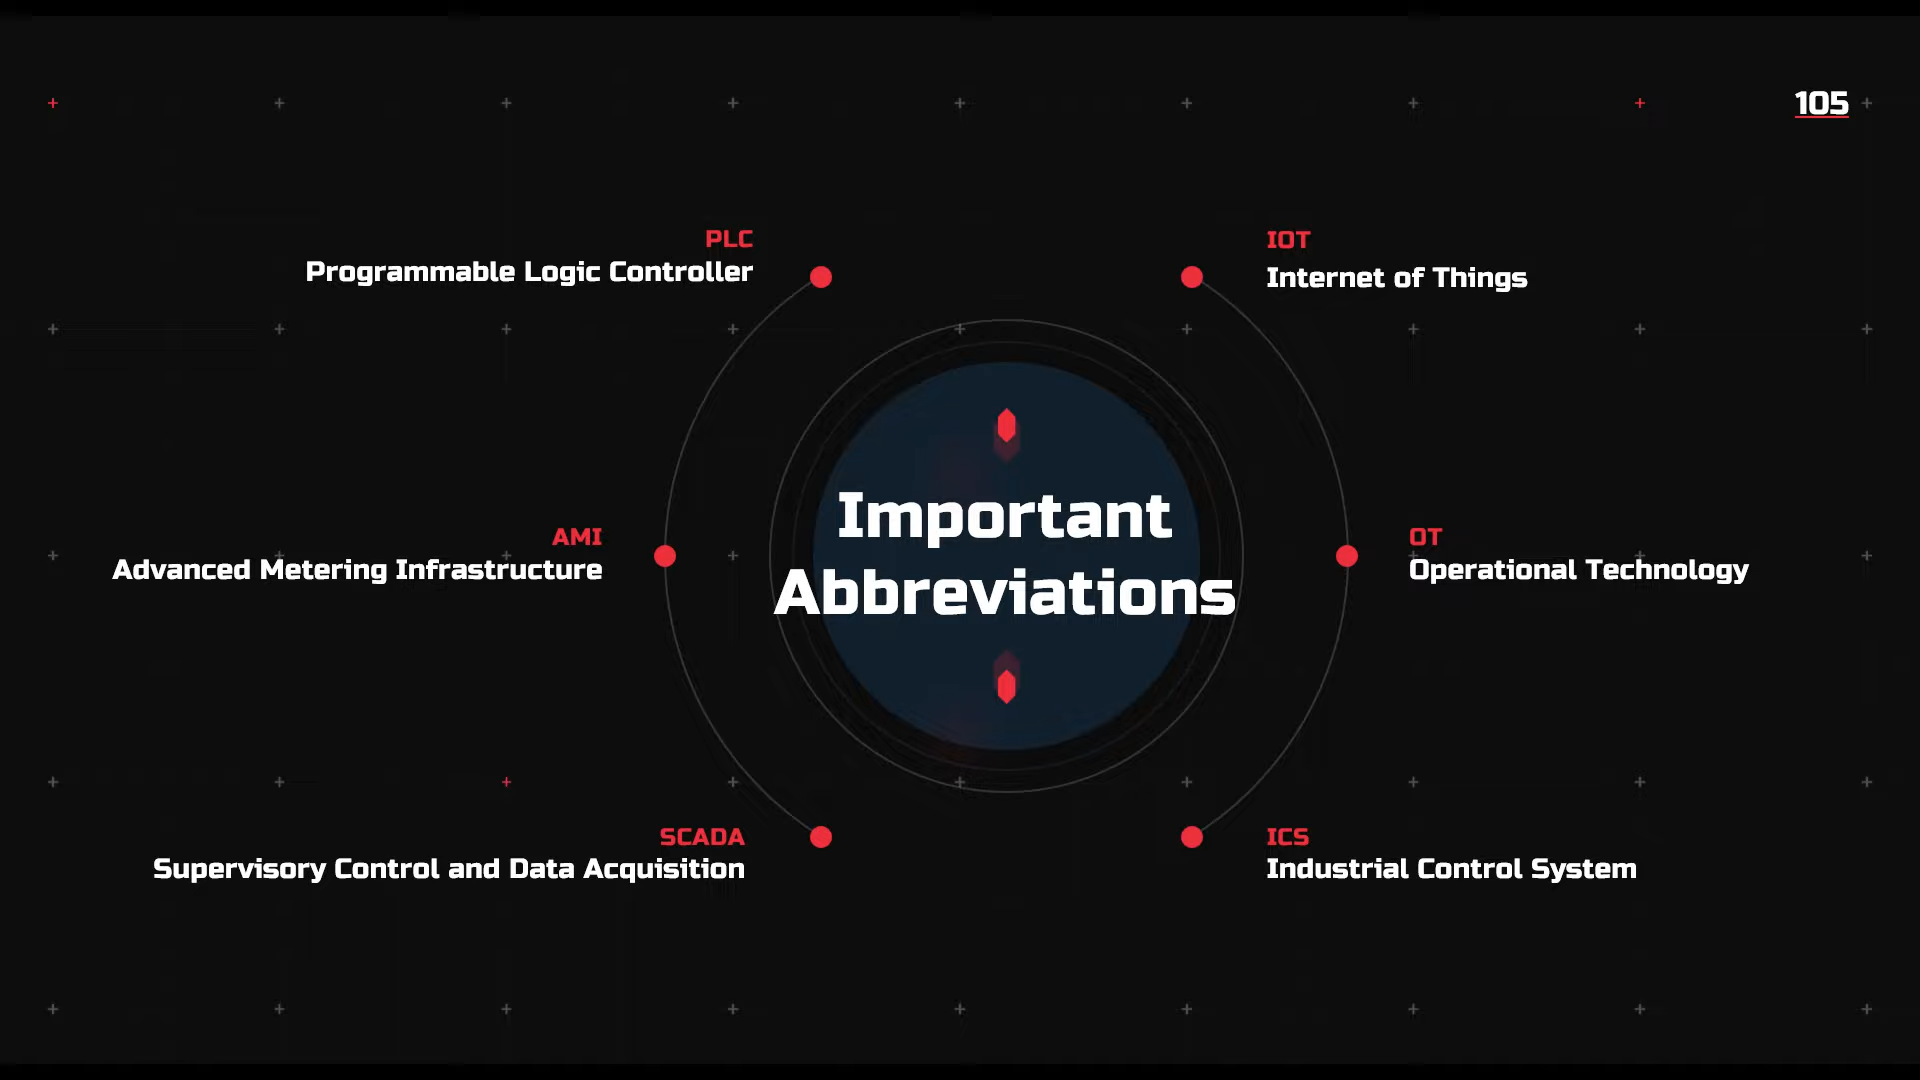 105
PLC
Programmable Logic Controller
IOT
Internet of Things
Important
Abbreviations
AMI
Advanced Metering Infrastructure
OT
Operational Technology
SCADA
Supervisory Control and Data Acquisition
ICS
Industrial Control System